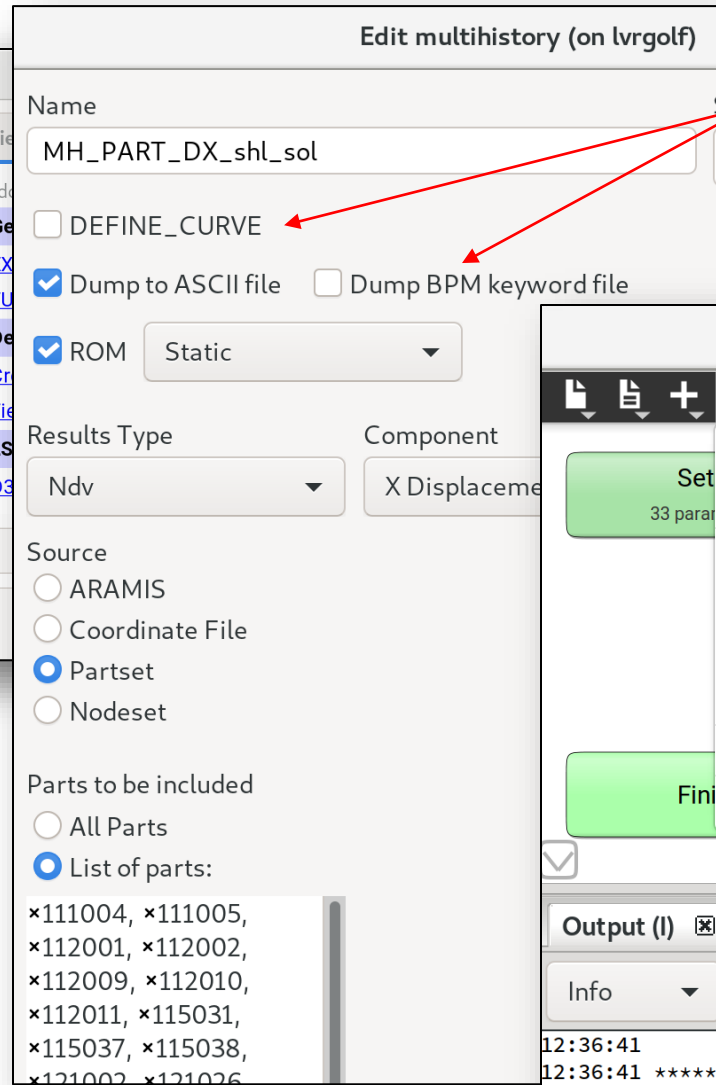 Edit multihistory (on lvrgolf)
Name
MH_PART_DX_shl_sol
DEFINE_CURVE
Dump to ASCII file
Dump BPM keyword file
ROM
Static
Results Type
Component
Ndv
X Displaceme
Set
33 parar
Source
ARAMIS
Coordinate File
Partset
Nodeset
Parts to be included
All Parts
List of parts:
Fini
×111004, ×111005,
×112001, ×112002,
×112009, ×112010,
×112011, ×115031,
×115037, ×115038,
×121002, ×121026
Output (I)
Info
12:36:41
12:36:41 *****